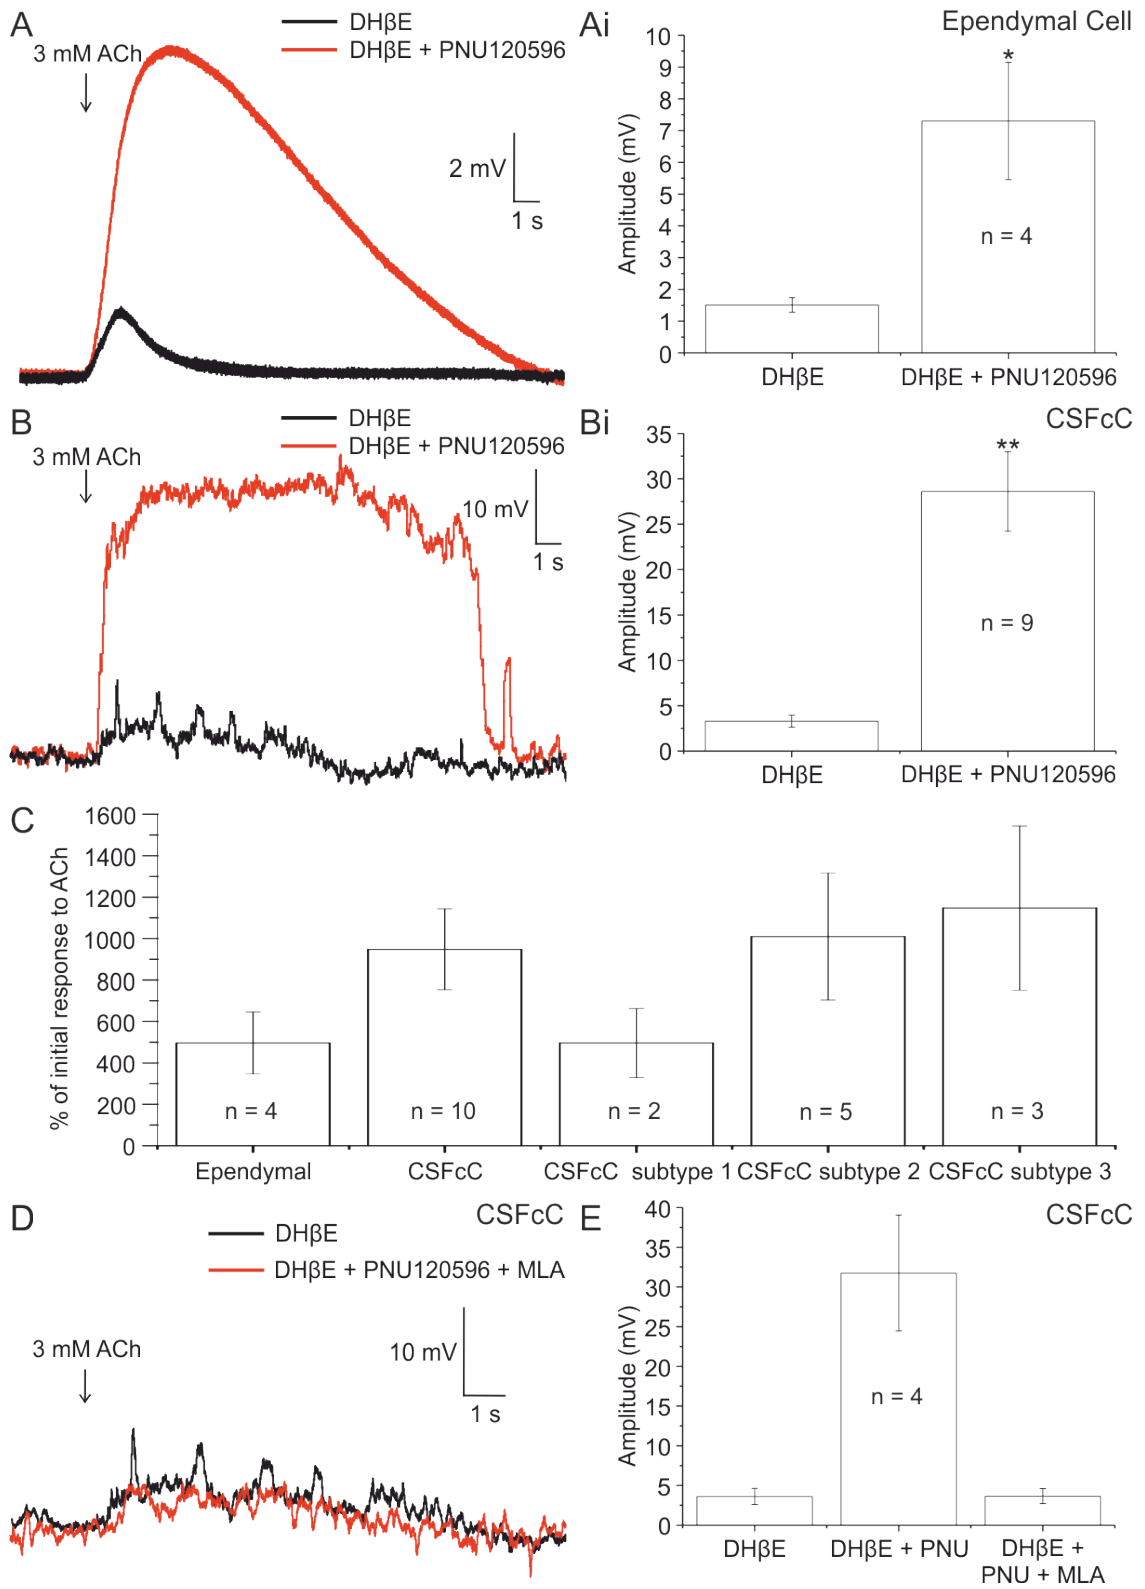 A
DHβE
DHβE + PNU120596
3 mM ACh
2 mV
1 s
Ai
Ependymal Cell
Amplitude (mV)
10
9
8
7
6
5
4
3
2
1
0
*
n = 4
DHβE
DHβE + PNU120596
B
DHβE
DHβE + PNU120596
3 mM ACh
10 mV
1 s
Bi
CSFcC
Amplitude (mV)
35
30
25
20
15
10
5
0
**
n = 9
DHβE
DHβE + PNU120596
C
% of initial response to ACh
1600
1400
1200
1000
800
600
400
200
0
n = 4
n = 10
n = 2
n = 5
n = 3
Ependymal
CSFcC
CSFcC subtype 1
CSFcC subtype 2
CSFcC subtype 3
D
CSFcC
DHβE
DHβE + PNU120596 + MLA
3 mM ACh
10 mV
1 s
E
CSFcC
Amplitude (mV)
40
35
30
25
20
15
10
5
0
n = 4
DHβE
DHβE + PNU
DHβE +
PNU + MLA